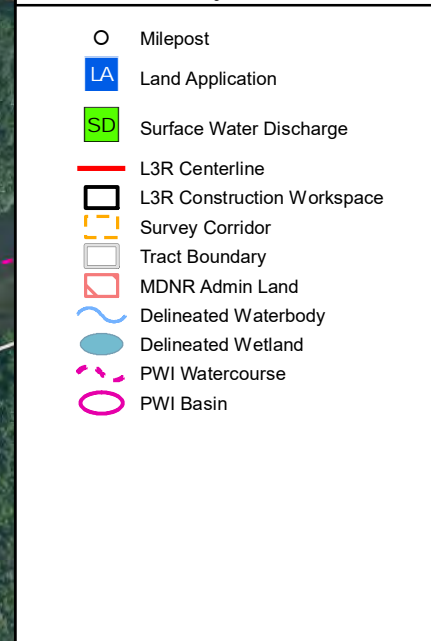 Milepost
LA Land Application
SD Surface Water Discharge
L3R Centerline
L3R Construction Workspace
Survey Corridor
Tract Boundary
MDNR Admin Land
Delineated Waterbody
Delineated Wetland
PWI Watercourse
PWI Basin